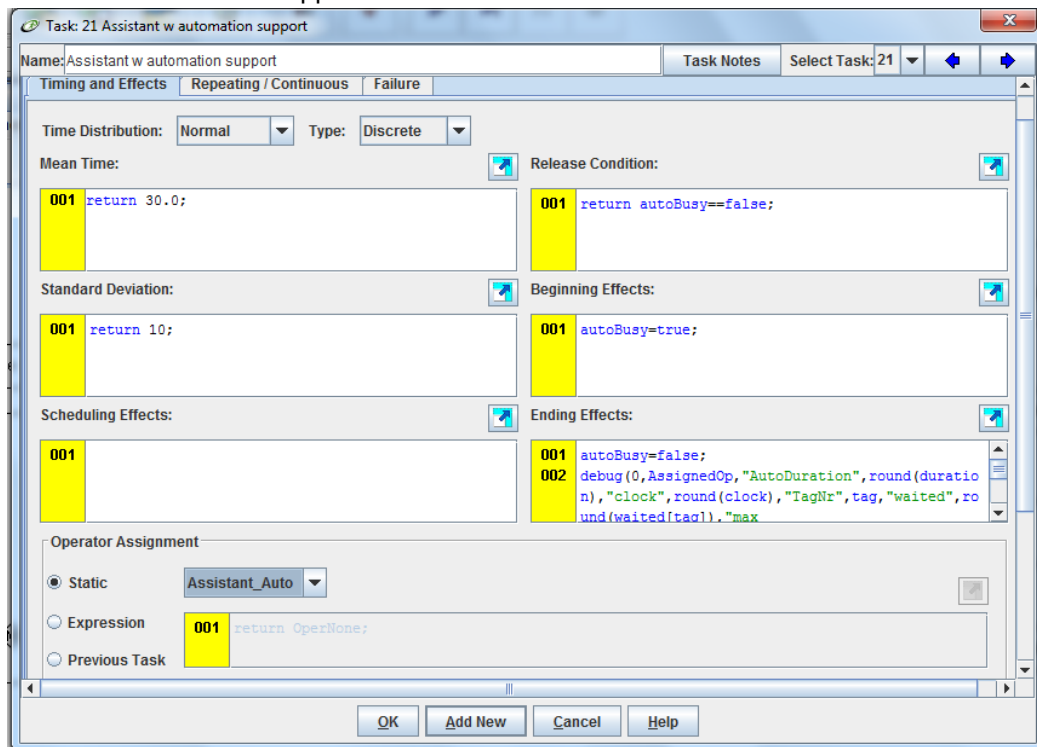 Task: 21 Assistant w automation support
Name: Assistant w automation support Task Notes Select Task: 21
Timing and Effects Repeating / Continuous Failure
Time Distribution: Normal Type: Discrete
Mean Time:
001 return 30.0;
Release Condition:
001 return autoBusy==false;
Standard Deviation:
001 return 10;
Beginning Effects:
001 autoBusy=true;
Scheduling Effects:
001
Ending Effects:
001 autoBusy=false;
002 debug(0,AssignedOp,"AutoDuration",round(duratio
n),"clock",round(clock),"TagNr",tag,"waited",ro
und(waited[tag]),"max
Operator Assignment
Static Assistant_Auto
Expression 001 return OperNone;
Previous Task
OK Add New Cancel Help